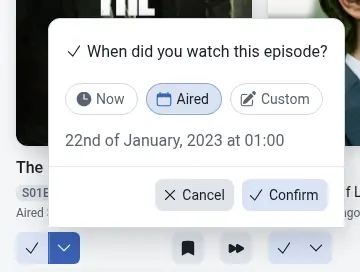 When did you watch this episode?
Now Aired Custom
22nd of January, 2023 at 01:00
Cancel Confirm
The
S01E
Aired